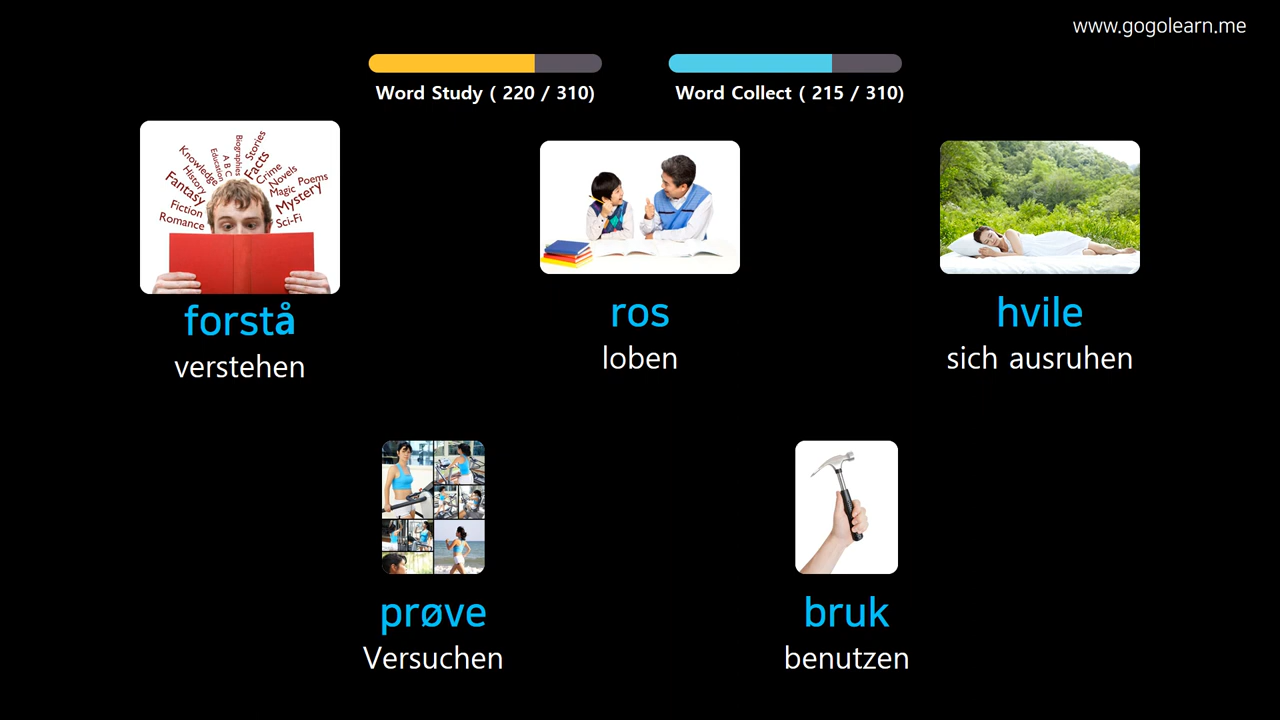 www.gogolearn.me
Word Study ( 220 / 310)
Word Collect ( 215 / 310)
Stories
Biographies
Facts
A B C
Crime
Education
Knowledge
Novels
History
Magic
Poems
Fantasy
Mystery
Fiction
Sci-Fi
Romance
forstå
verstehen
ros
loben
hvile
sich ausruhen
prøve
Versuchen
bruk
benutzen